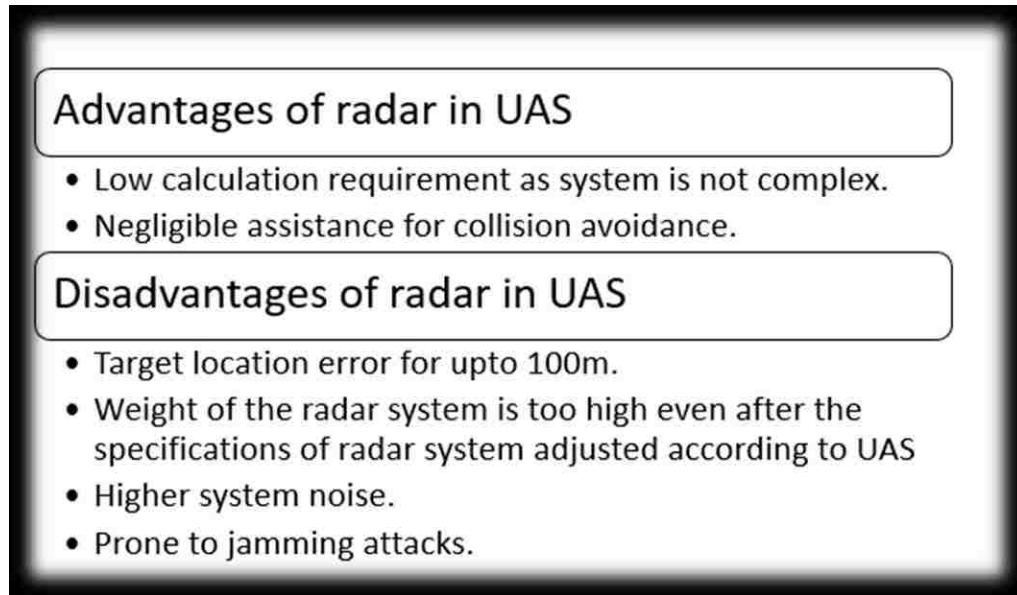 Advantages of radar in UAS
• Low calculation requirement as system is not complex.
• Negligible assistance for collision avoidance.
Disadvantages of radar in UAS
• Target location error for upto 100m.
• Weight of the radar system is too high even after the
specifications of radar system adjusted according to UAS
• Higher system noise.
• Prone to jamming attacks.